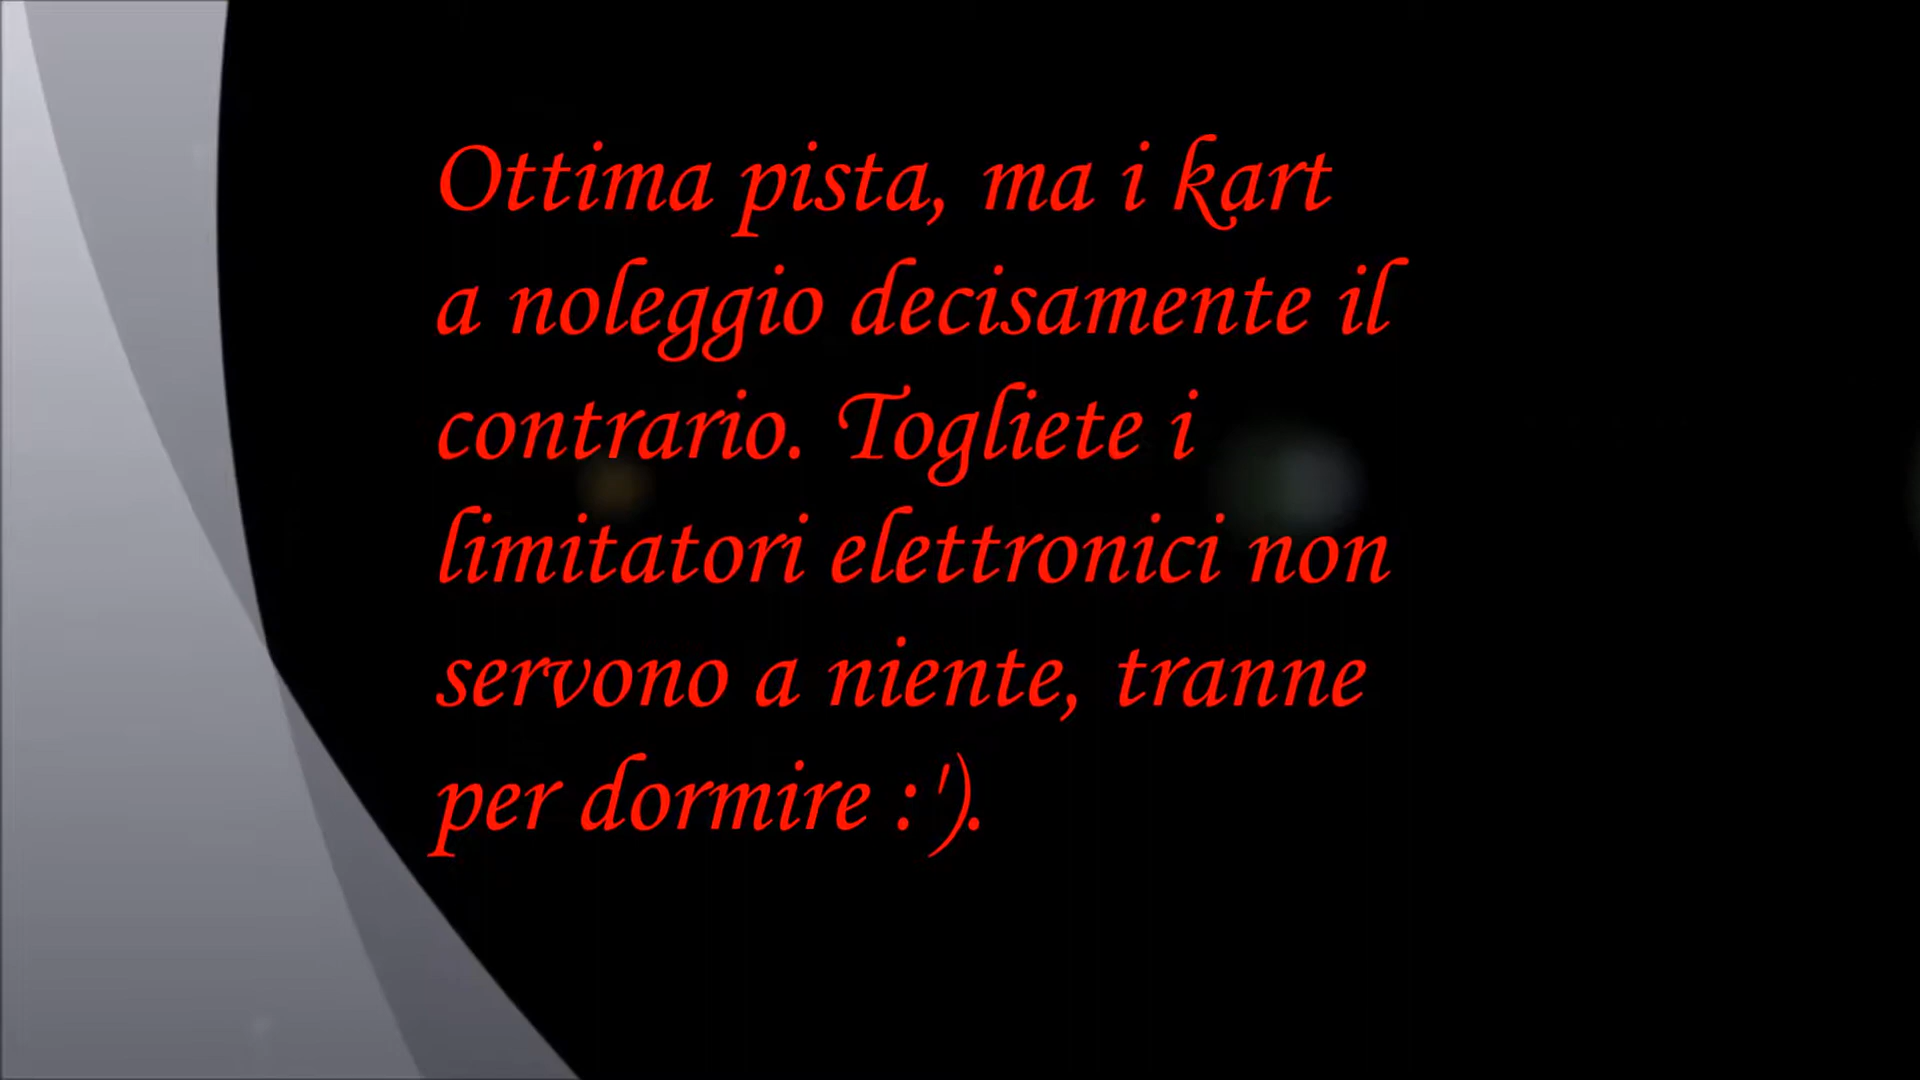 Ottima pista, ma i kart
a noleggio decisamente il
contrario. Togliete i
limitatori elettronici non
servono a niente, tranne
per dormire :').